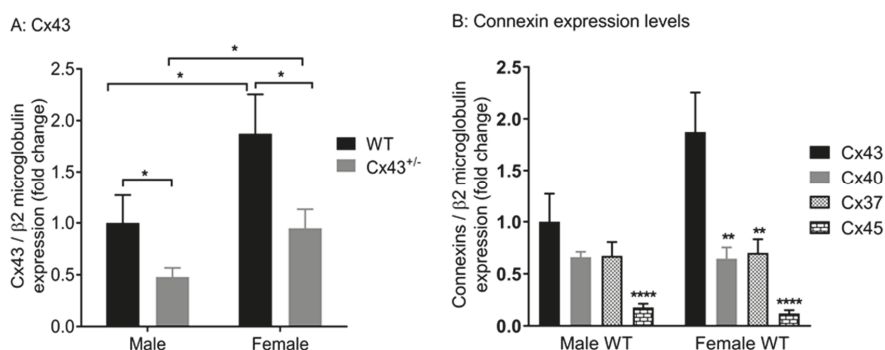 A: Cx43
Cx43 / β2 microglobulin
expression (fold change)
2.5
2.0
1.5
1.0
0.5
0.0
*
*
*
*
WT
Cx43+/-
Male
Female
B: Connexin expression levels
Connexins / β2 microglobulin
expression (fold change)
2.5
2.0
1.5
1.0
0.5
0.0
****
**
**
****
Cx43
Cx40
Cx37
Cx45
Male WT
Female WT